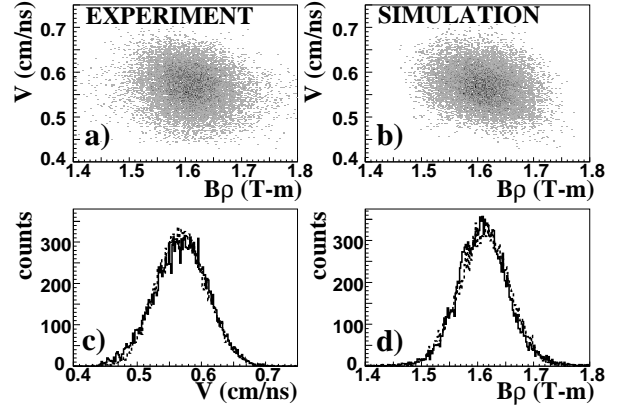 EXPERIMENT SIMULATION
V (cm/ns) 0.7 0.6 0.5 0.4 a) 1.4 1.5 1.6 1.7 1.8 Bρ (T-m)
V (cm/ns) 0.7 0.6 0.5 0.4 b) 1.4 1.5 1.6 1.7 1.8 Bρ (T-m)
counts 300 200 100 0 c) 0.4 0.5 0.6 0.7 V (cm/ns)
counts 300 200 100 0 d) 1.4 1.5 1.6 1.7 1.8 Bρ (T-m)